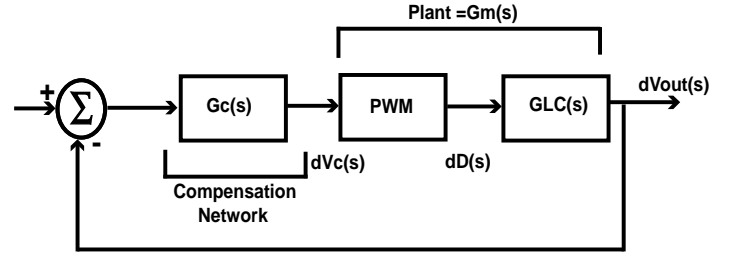 Plant =Gm(s)
dVout(s)
+
Σ
Gc(s)
PWM
GLC(s)
-
dVc(s)
dD(s)
Compensation
Network